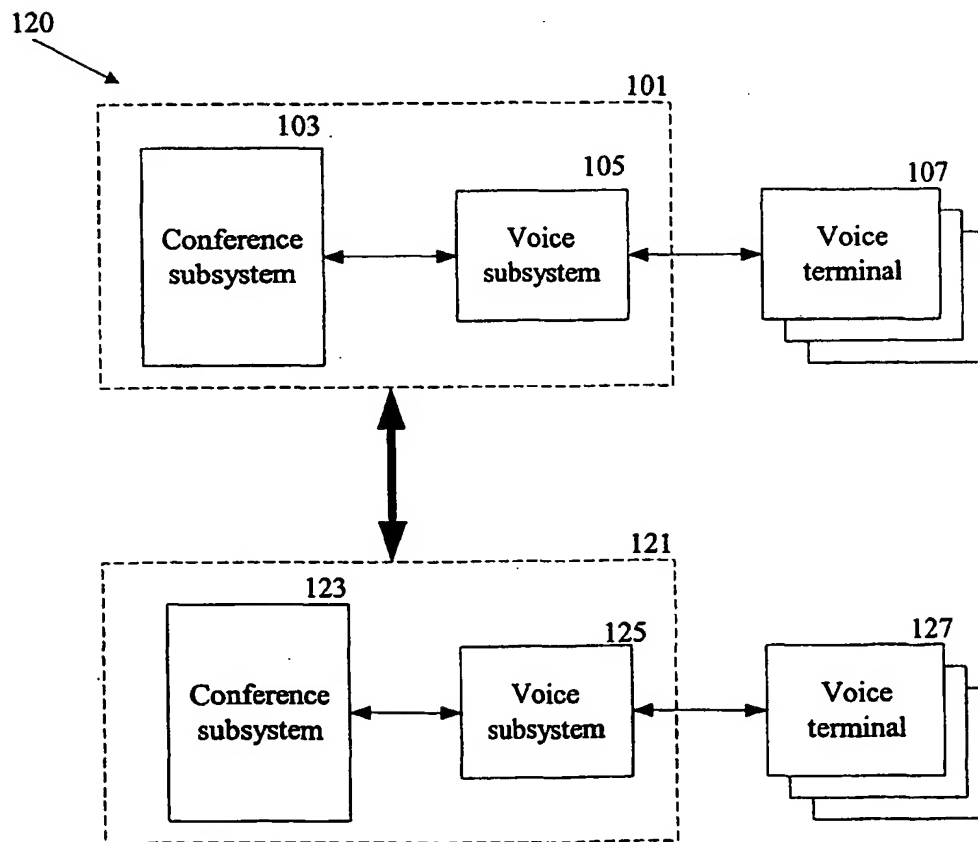 120
101
103
105
107
Conference
subsystem
Voice
subsystem
Voice
terminal
121
123
125
127
Conference
subsystem
Voice
subsystem
Voice
terminal